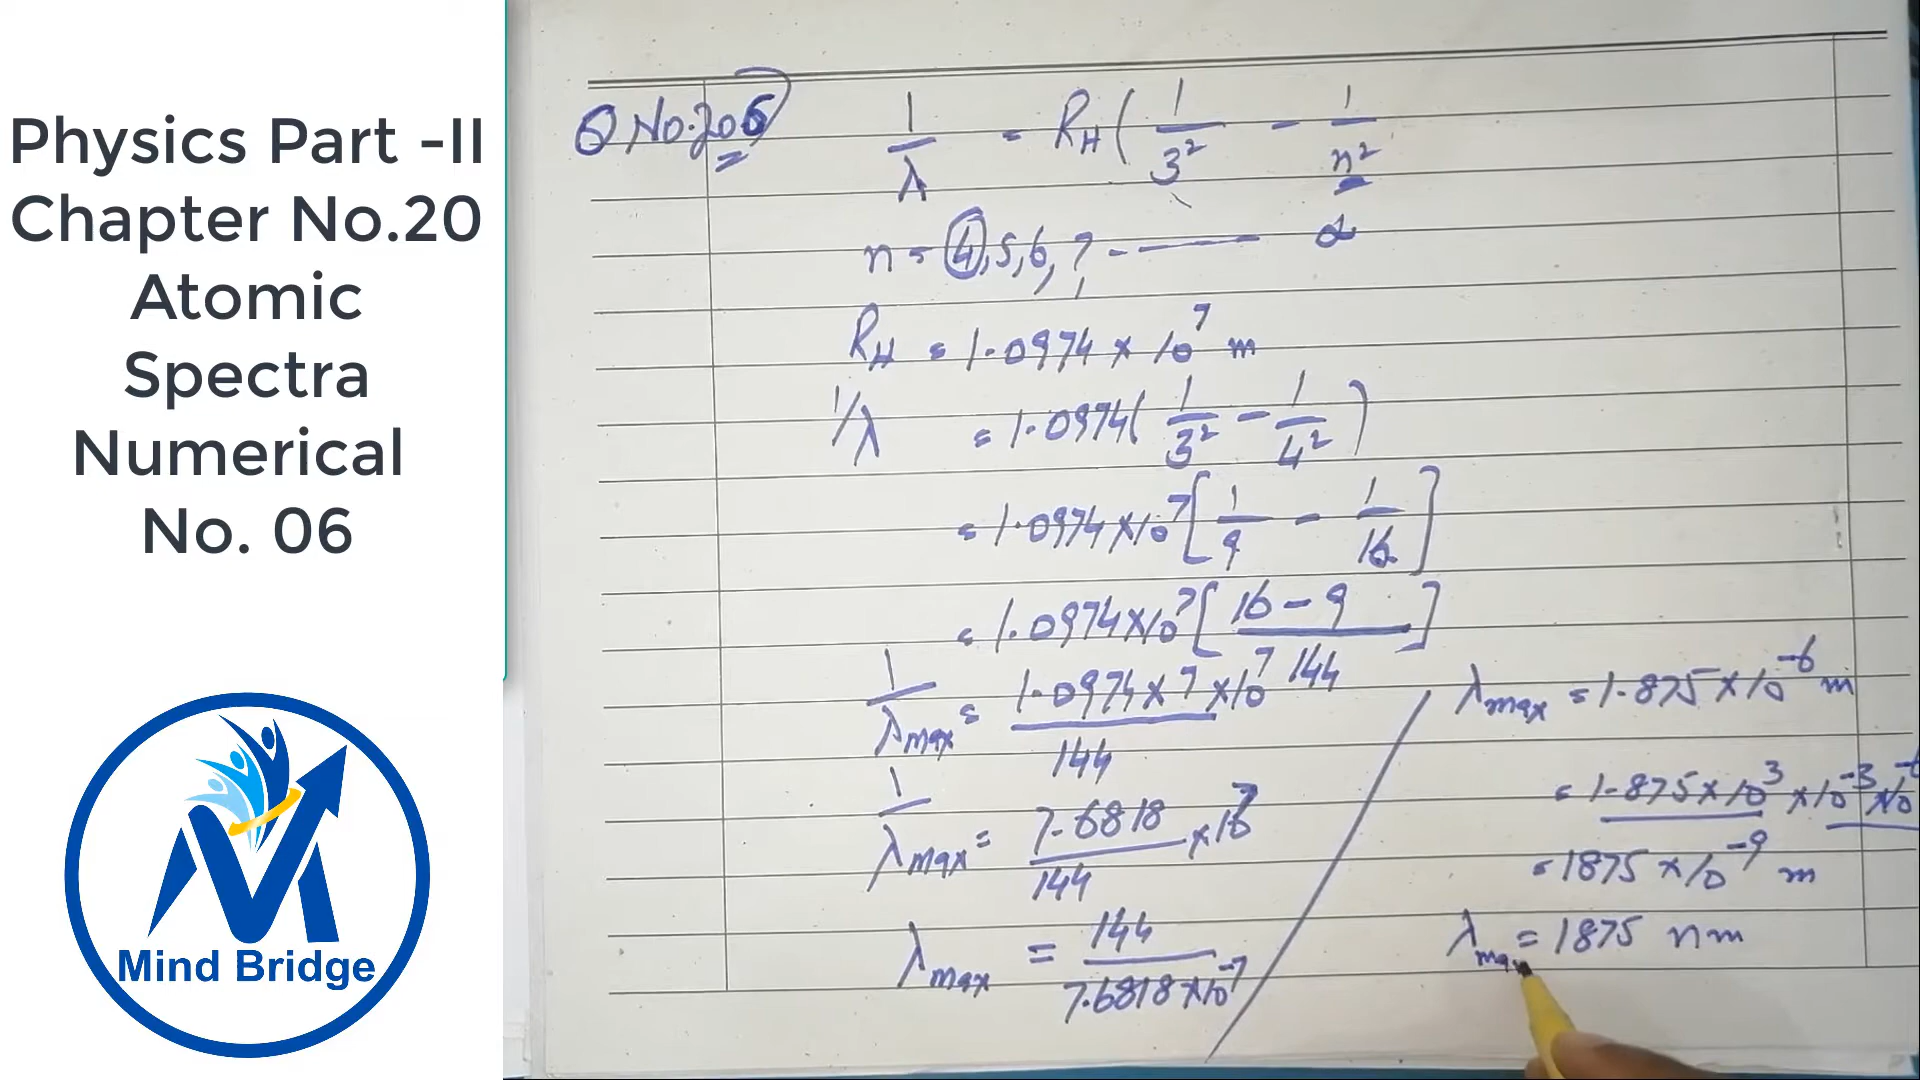 Physics Part -II
Chapter No.20
Atomic
Spectra
Numerical
No. 06
Mind Bridge
Q No.206
1/λ = R_H ( 1/3² - 1/n²
n = 4, 5, 6, 7, - ——— ∝
R_H = 1.0974 × 10⁷ m
1/λ = 1.0974 ( 1/3² - 1/4² )
= 1.0974 × 10⁷ [ 1/9 - 1/16 ]
= 1.0974 × 10⁷ [ 16 - 9 / 144 ]
1/λmax = 1.0974 × 7 / 144 × 10⁷
1/λmax = 7.6818 / 144 × 10⁷
λmax = 144 / 7.6818 × 10⁻⁷
λmax = 1.875 × 10⁻⁶ m
= 1.875 × 10³ × 10⁻³ × 10⁻⁶
= 1875 × 10⁻⁹ m
λmax = 1875 nm